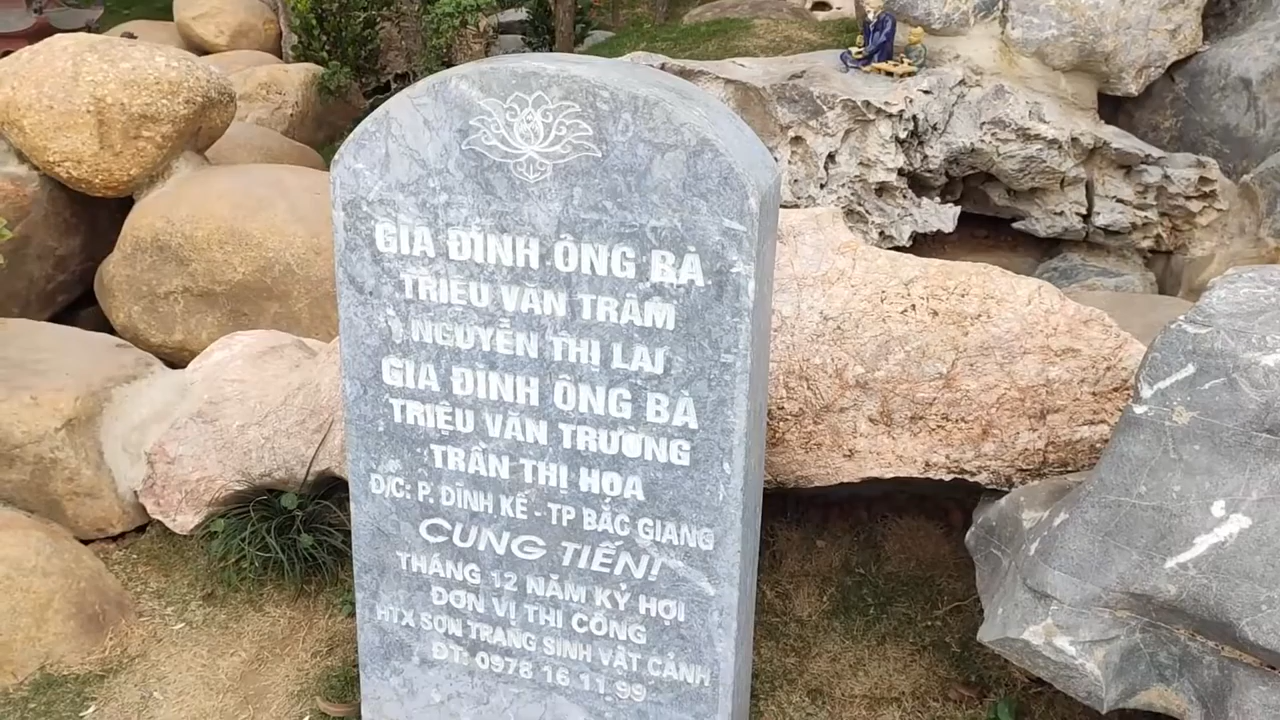 GIA ĐÌNH ÔNG BÀ
TRIỆU VĂN TRÂM
NGUYỄN THỊ LAI
GIA ĐÌNH ÔNG BÀ
TRIỆU VĂN TRƯỜNG
TRẦN THỊ HOA
Đ/C: P. DĨNH KẾ - TP BẮC GIANG
CUNG TIẾN!
THÁNG 12 NĂM KỶ HỢI
ĐƠN VỊ THI CÔNG
HTX SƠN TRANG SINH VẬT CẢNH
ĐT: 0978 16 11 99